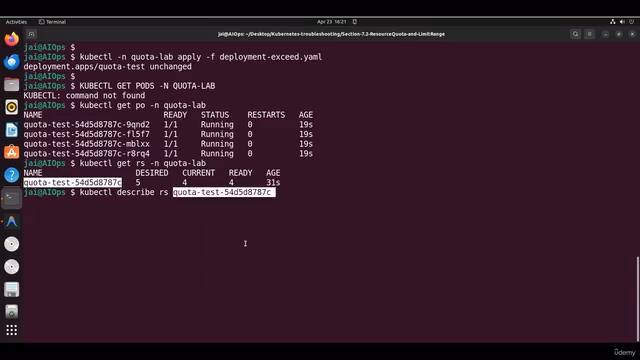 Activities
Terminal
Apr 23 16:21
jai@AIOps: ~/Desktop/Kubernetes-troubleshooting/Section-7.2-ResourceQuota-and-LimitRange
jai@AIOps $
jai@AIOps $ kubectl -n quota-lab apply -f deployment-exceed.yaml
deployment.apps/quota-test unchanged
jai@AIOps $
jai@AIOps $ KUBECTL GET PODS -N QUOTA-LAB
KUBECTL: command not found
jai@AIOps $ kubectl get po -n quota-lab
NAME READY STATUS RESTARTS AGE
quota-test-54d5d8787c-9qnd2 1/1 Running 0 19s
quota-test-54d5d8787c-fl5f7 1/1 Running 0 19s
quota-test-54d5d8787c-mblxx 1/1 Running 0 19s
quota-test-54d5d8787c-r8rq4 1/1 Running 0 19s
jai@AIOps $ kubectl get rs -n quota-lab
NAME DESIRED CURRENT READY AGE
quota-test-54d5d8787c 5 4 4 31s
jai@AIOps $ kubectl describe rs quota-test-54d5d8787c
udemy